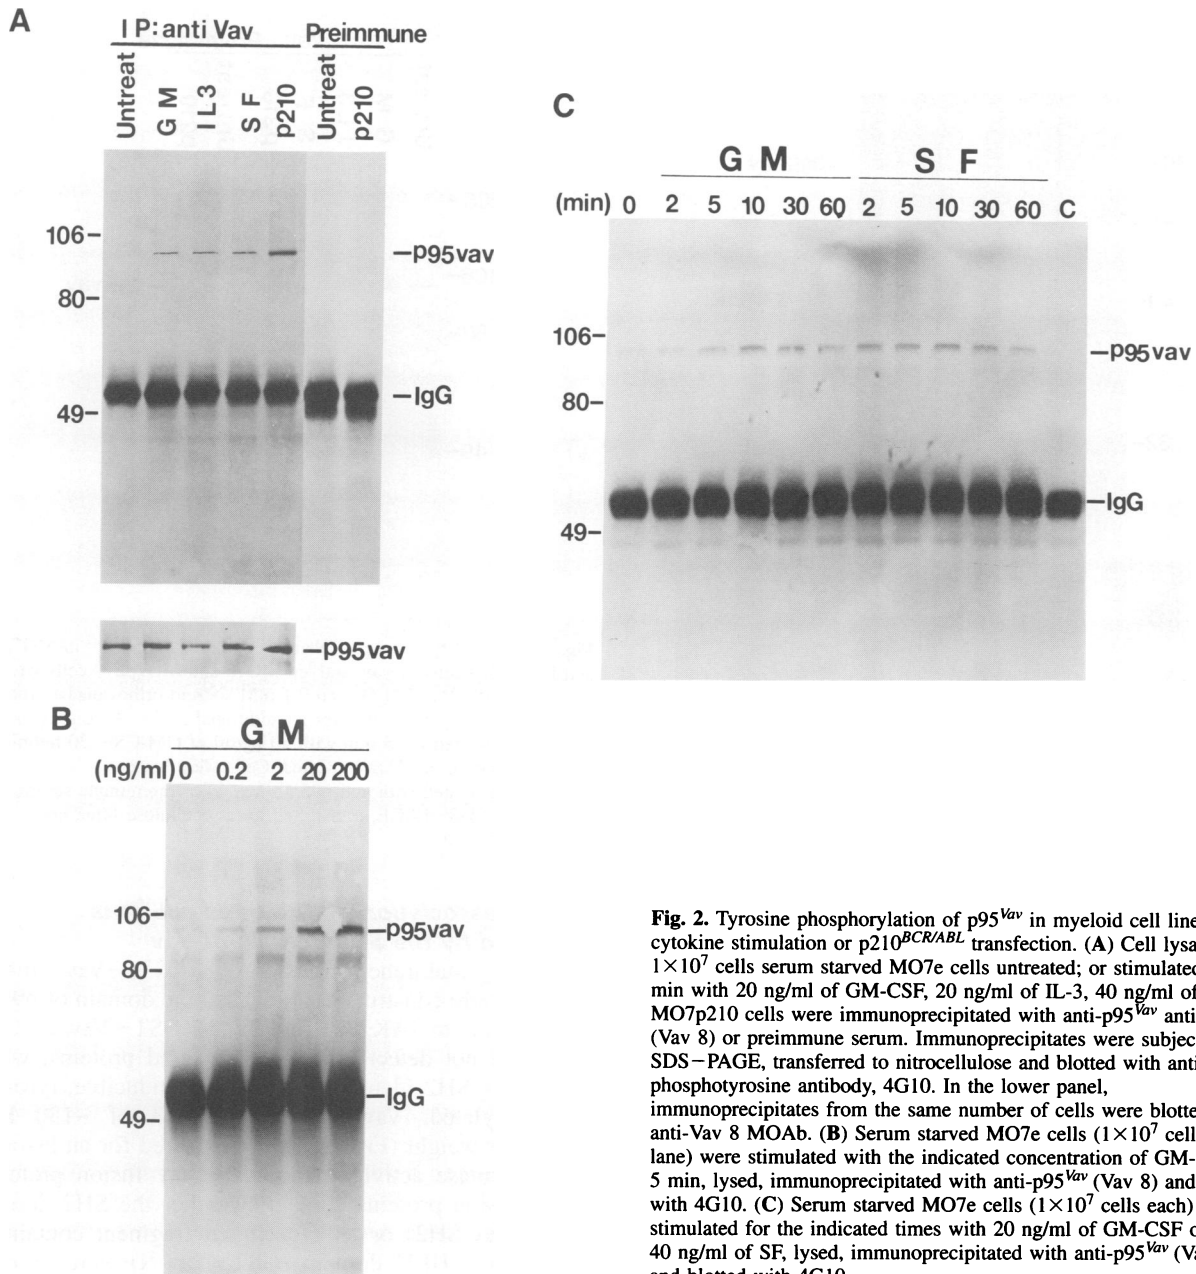 A
I P: anti Vav Preimmune
Untreat
G M
I L 3
S F
p210
Untreat
p210
106–
–p95vav
80–
–IgG
49–
–p95vav
B
G M
(ng/ml) 0 0.2 2 20 200
106–
–p95vav
80–
–IgG
49–
C
G M S F
(min) 0 2 5 10 30 60 2 5 10 30 60 C
106–
–p95vav
80–
–IgG
49–
Fig. 2. Tyrosine phosphorylation of p95Vav in myeloid cell line
cytokine stimulation or p210BCR/ABL transfection. (A) Cell lysa
1×107 cells serum starved MO7e cells untreated; or stimulated
min with 20 ng/ml of GM-CSF, 20 ng/ml of IL-3, 40 ng/ml of
MO7p210 cells were immunoprecipitated with anti-p95Vav anti
(Vav 8) or preimmune serum. Immunoprecipitates were subjec
SDS–PAGE, transferred to nitrocellulose and blotted with anti
phosphotyrosine antibody, 4G10. In the lower panel,
immunoprecipitates from the same number of cells were blotte
anti-Vav 8 MOAb. (B) Serum starved MO7e cells (1×107 cell
lane) were stimulated with the indicated concentration of GM-
5 min, lysed, immunoprecipitated with anti-p95Vav (Vav 8) and
with 4G10. (C) Serum starved MO7e cells (1×107 cells each)
stimulated for the indicated times with 20 ng/ml of GM-CSF o
40 ng/ml of SF, lysed, immunoprecipitated with anti-p95Vav (Va
and blotted with 4G10